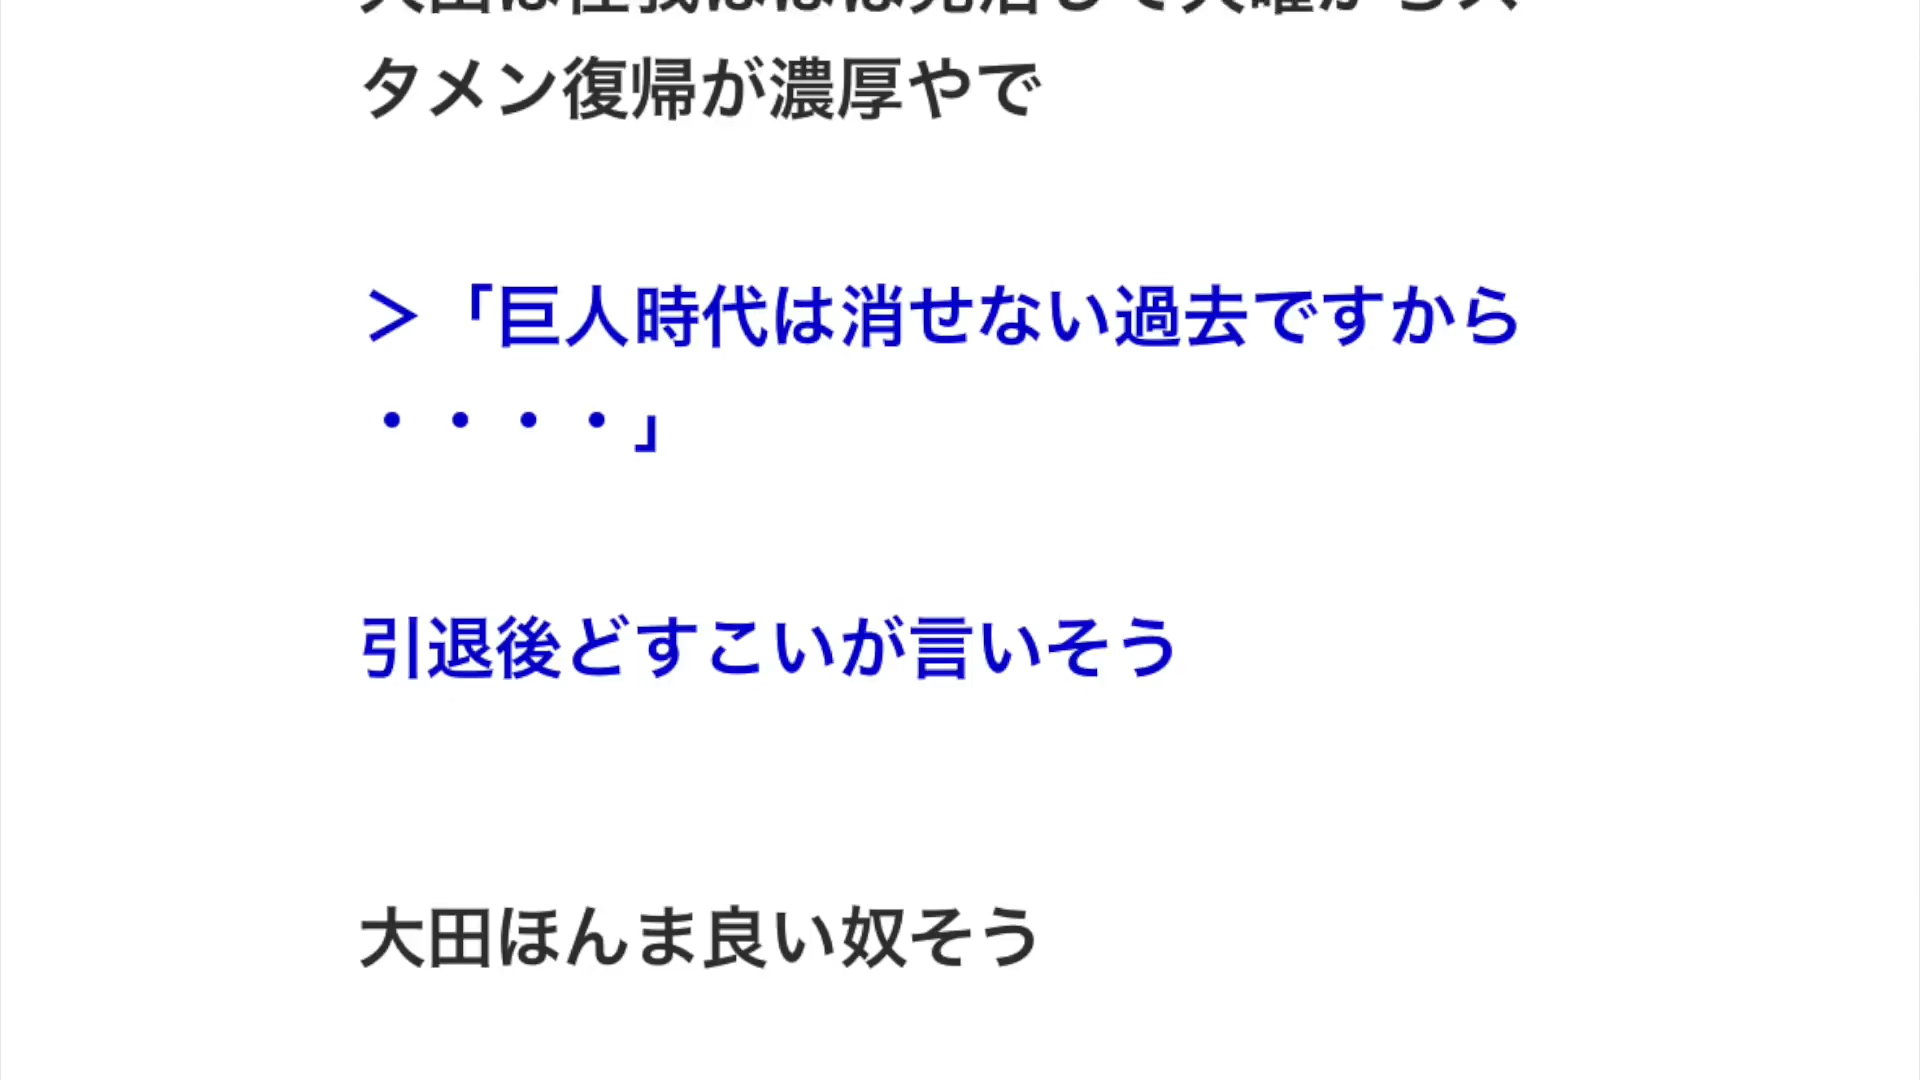 タメン復帰が濃厚やで
＞「巨人時代は消せない過去ですから
・・・・」
引退後どすこいが言いそう
大田ほんま良い奴そう